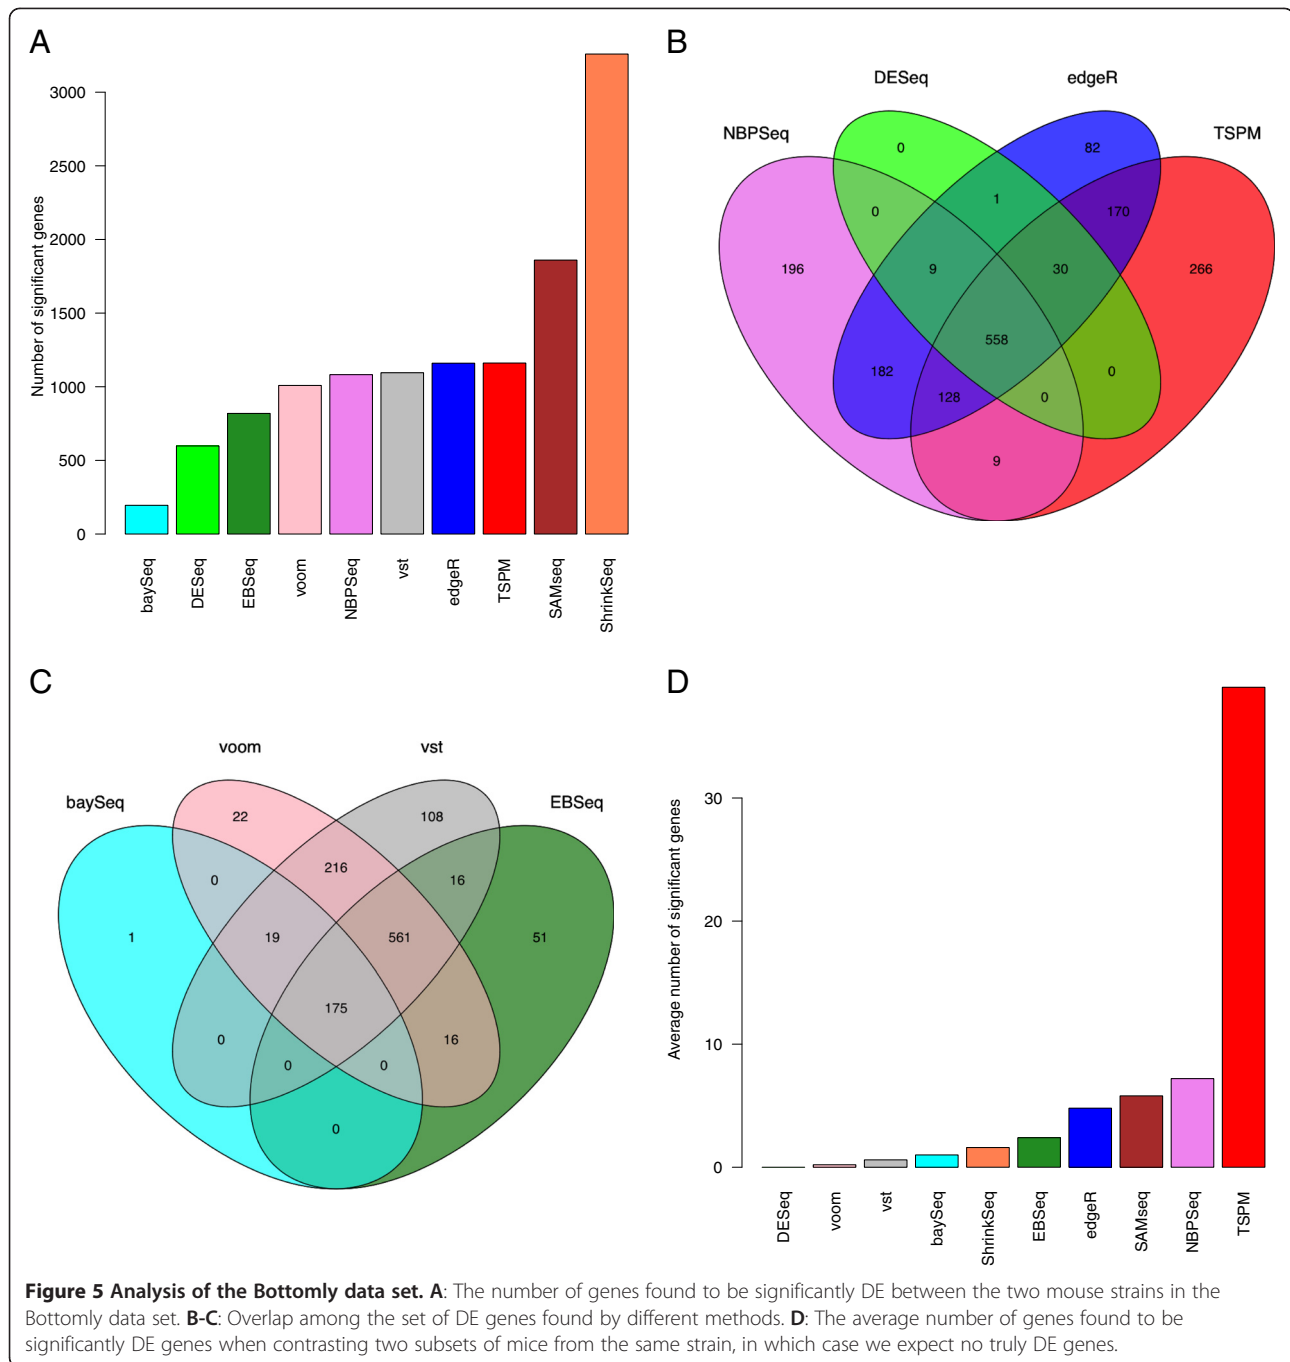 A
Number of significant genes
3000
2500
2000
1500
1000
500
0
baySeq
DESeq
EBSeq
voom
NBPSeq
vst
edgeR
TSPM
SAMseq
ShrinkSeq
B
DESeq
edgeR
NBPSeq
TSPM
0
82
0
1
170
196
9
30
266
558
182
0
128
0
9
C
voom
vst
baySeq
EBSeq
22
108
0
216
16
1
19
561
51
175
0
16
0
0
0
D
Average number of significant genes
30
20
10
0
DESeq
voom
vst
baySeq
ShrinkSeq
EBSeq
edgeR
SAMseq
NBPSeq
TSPM
Figure 5 Analysis of the Bottomly data set. A: The number of genes found to be significantly DE between the two mouse strains in the
Bottomly data set. B-C: Overlap among the set of DE genes found by different methods. D: The average number of genes found to be
significantly DE genes when contrasting two subsets of mice from the same strain, in which case we expect no truly DE genes.